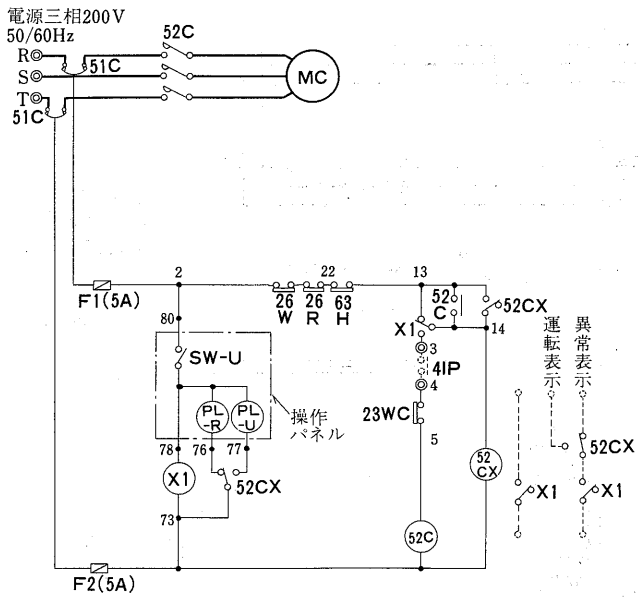 電源三相200V
50/60Hz
R
S
T
51C
51C
52C
MC
F1(5A)
2
26
W
26
R
22
63
H
13
52
C
52CX
14
80
SW-U
PL
-R
PL
-U
操作
パネル
78
76
77
X1
52CX
73
X1
3
41P
4
23WC
5
52C
52
CX
運転表示
異常表示
52CX
X1
X1
F2(5A)